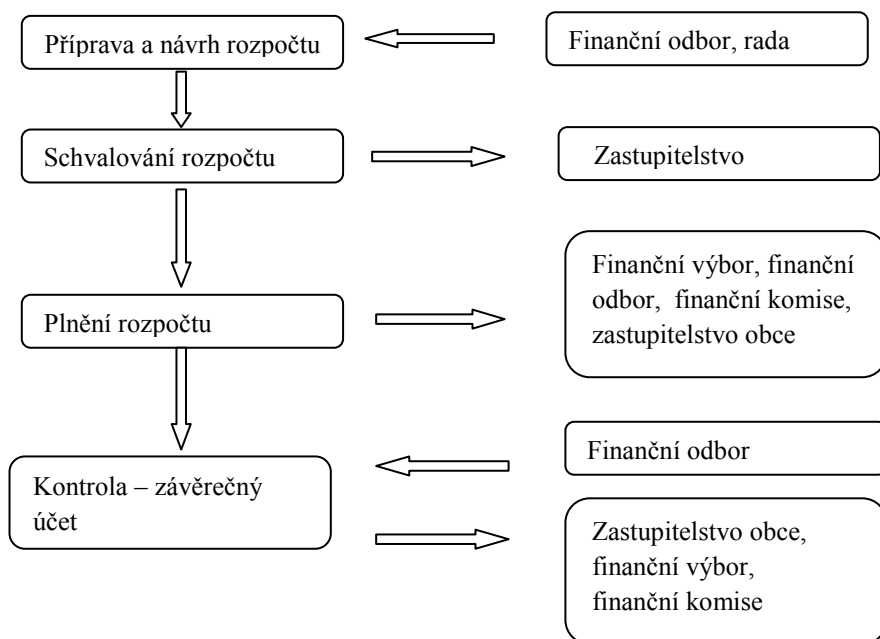 Příprava a návrh rozpočtu
Finanční odbor, rada
Schvalování rozpočtu
Zastupitelstvo
Plnění rozpočtu
Finanční výbor, finanční
odbor, finanční komise,
zastupitelstvo obce
Kontrola – závěrečný
účet
Finanční odbor
Zastupitelstvo obce,
finanční výbor,
finanční komise